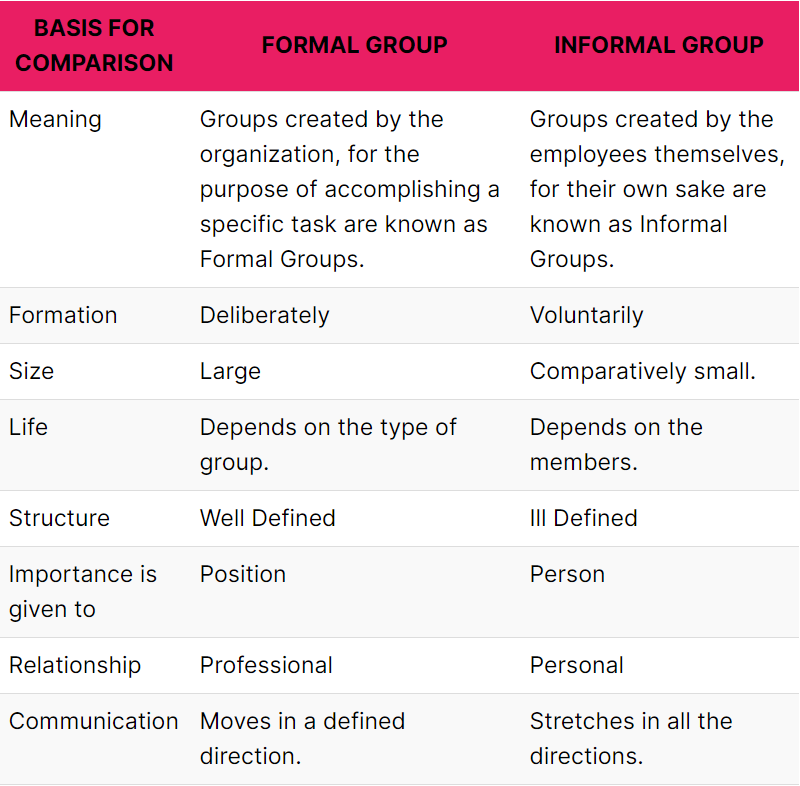 BASIS FOR
COMPARISON
FORMAL GROUP
INFORMAL GROUP
Meaning
Groups created by the
organization, for the
purpose of accomplishing a
specific task are known as
Formal Groups.
Groups created by the
employees themselves,
for their own sake are
known as Informal
Groups.
Formation
Deliberately
Voluntarily
Size
Large
Comparatively small.
Life
Depends on the type of
group.
Depends on the
members.
Structure
Well Defined
Ill Defined
Importance is
given to
Position
Person
Relationship
Professional
Personal
Communication
Moves in a defined
direction.
Stretches in all the
directions.